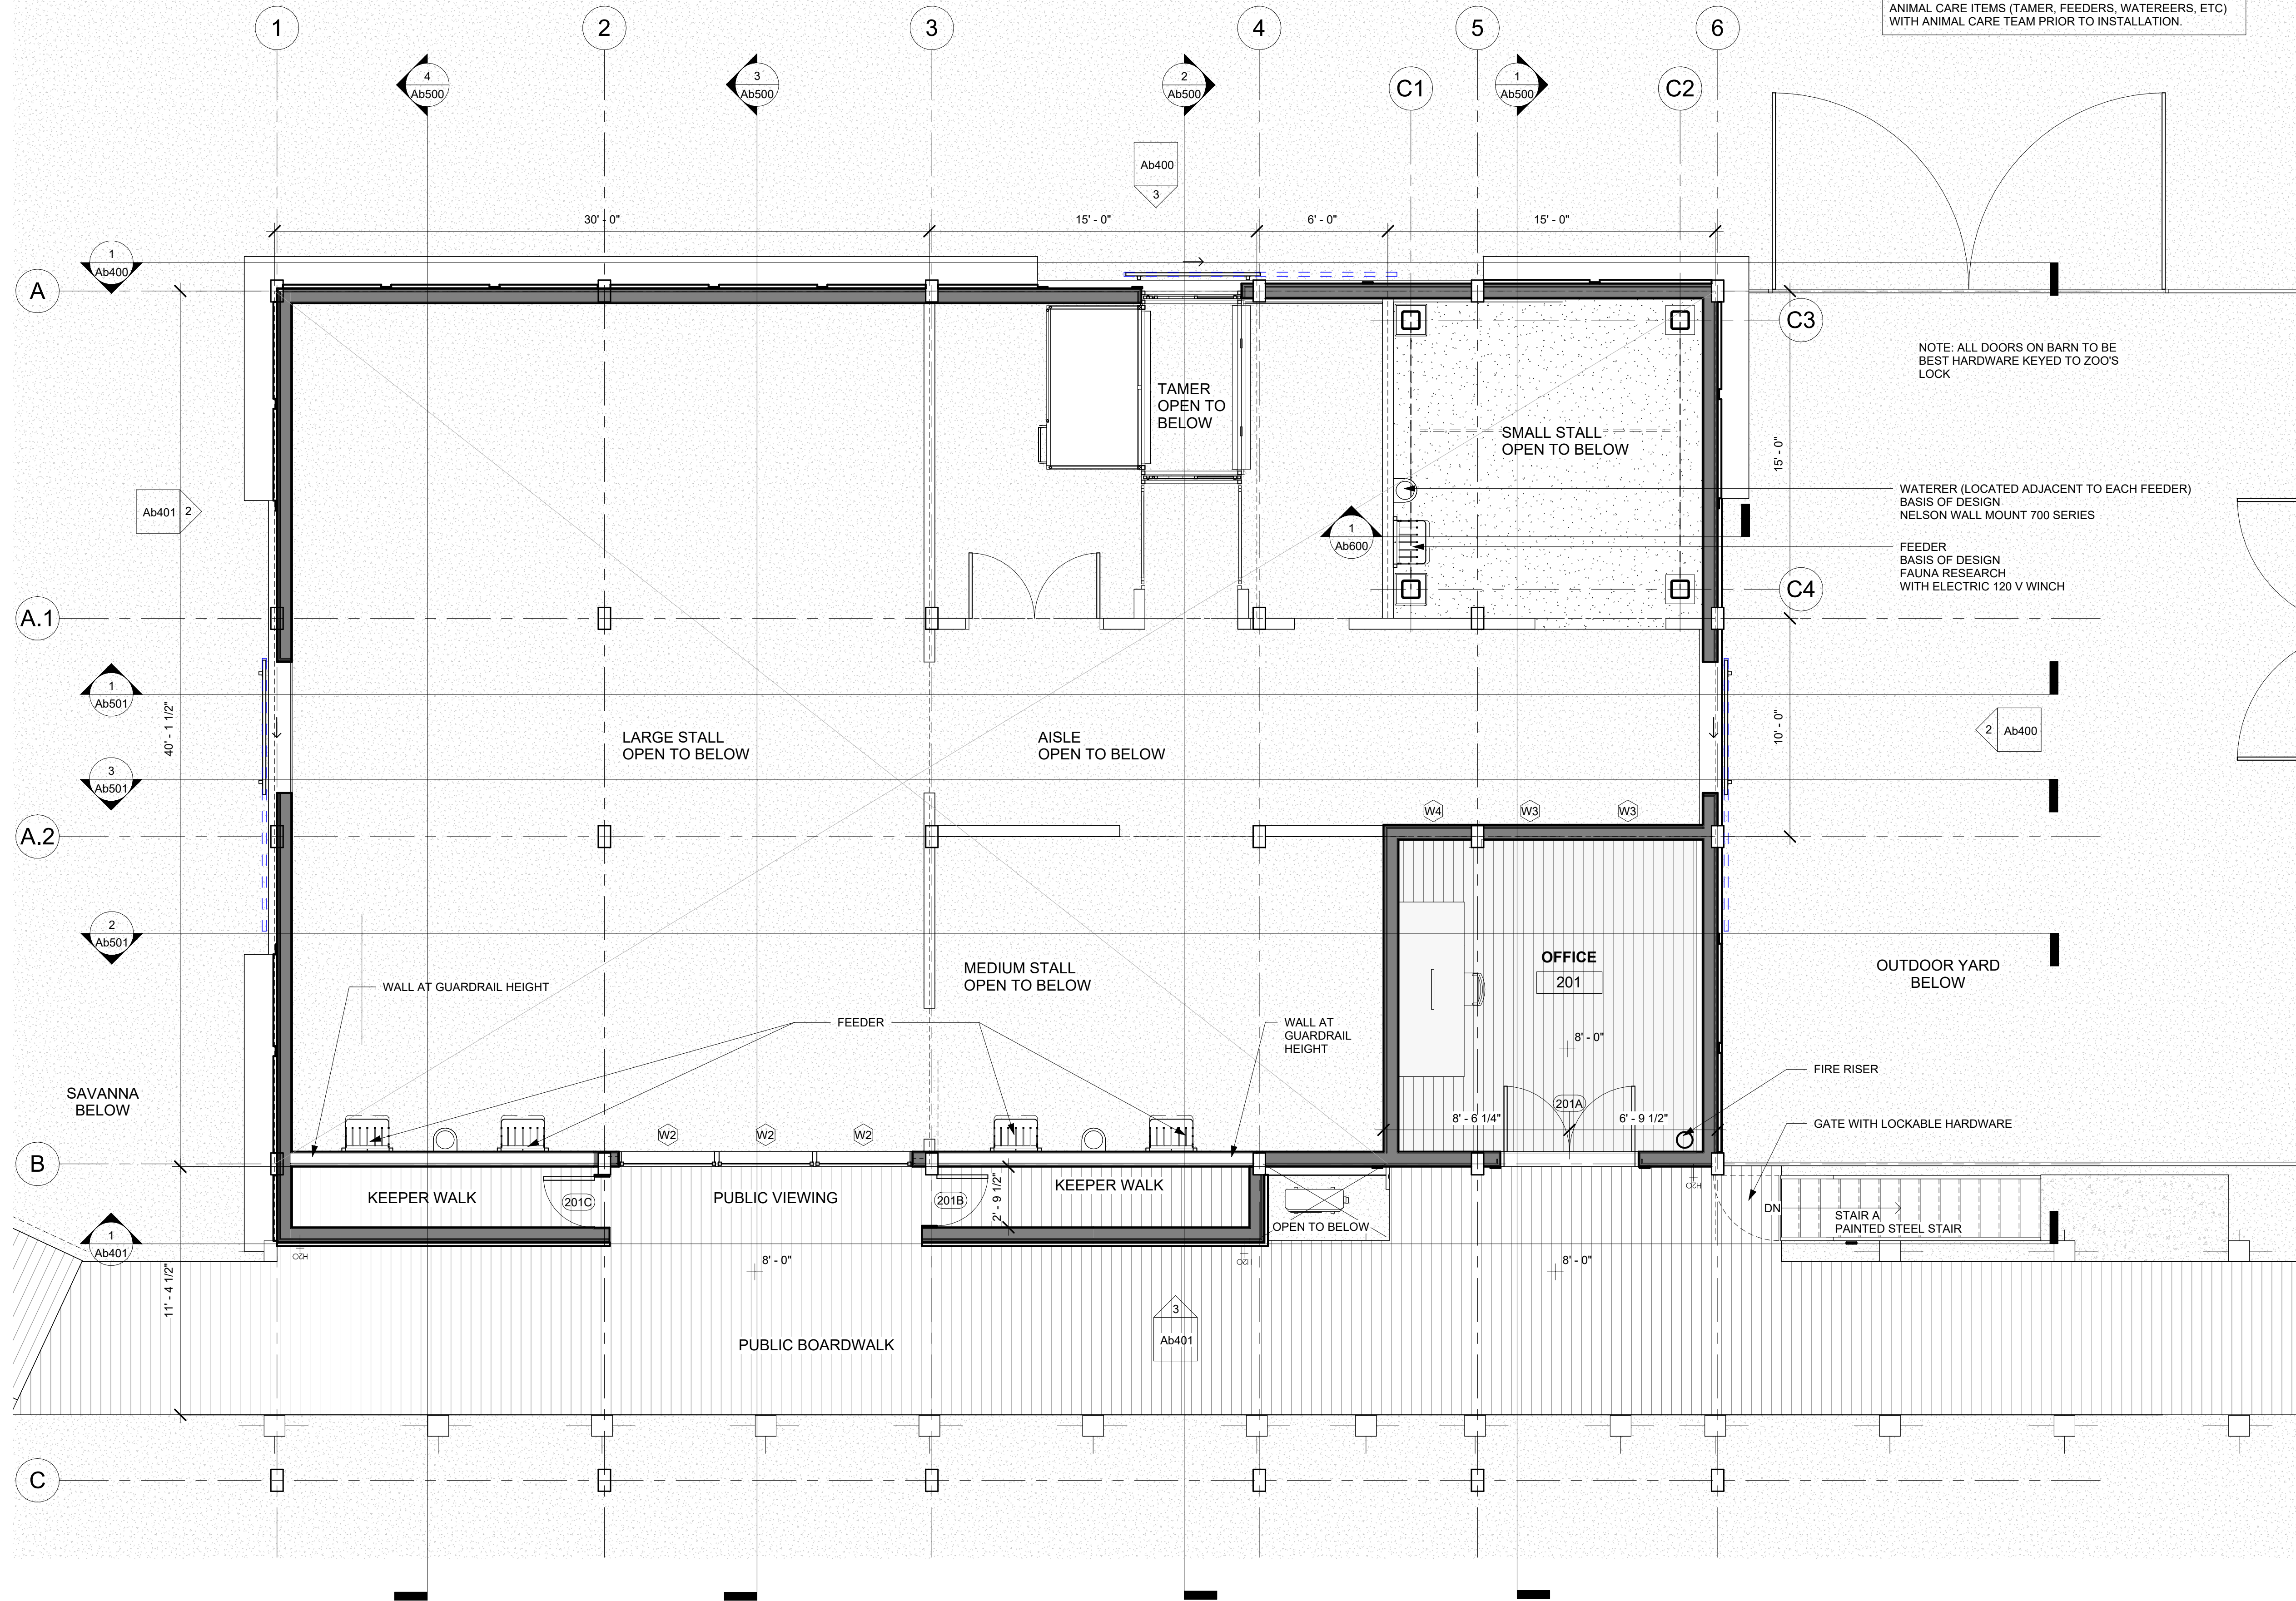 ANIMAL CARE ITEMS (TAMER, FEEDERS, WATEREERS, ETC)
WITH ANIMAL CARE TEAM PRIOR TO INSTALLATION.
1
2
3
4
5
6
4
Ab500
3
Ab500
2
Ab500
C1
1
Ab500
C2
Ab400
3
30' - 0"
15' - 0"
6' - 0"
15' - 0"
1
Ab400
A
C3
NOTE: ALL DOORS ON BARN TO BE
BEST HARDWARE KEYED TO ZOO'S
LOCK
TAMER
OPEN TO
BELOW
SMALL STALL
OPEN TO BELOW
15' - 0"
WATERER (LOCATED ADJACENT TO EACH FEEDER)
BASIS OF DESIGN
NELSON WALL MOUNT 700 SERIES
Ab401
2
1
Ab600
FEEDER
BASIS OF DESIGN
FAUNA RESEARCH
WITH ELECTRIC 120 V WINCH
C4
A.1
1
Ab501
40' - 1 1/2"
10' - 0"
2
Ab400
LARGE STALL
OPEN TO BELOW
AISLE
OPEN TO BELOW
3
Ab501
W4
W3
W3
A.2
2
Ab501
OFFICE
201
MEDIUM STALL
OPEN TO BELOW
OUTDOOR YARD
BELOW
WALL AT GUARDRAIL HEIGHT
FEEDER
WALL AT
GUARDRAIL
HEIGHT
8' - 0"
FIRE RISER
SAVANNA
BELOW
201A
8' - 6 1/4"
6' - 9 1/2"
GATE WITH LOCKABLE HARDWARE
W2
W2
W2
B
KEEPER WALK
201C
PUBLIC VIEWING
201B
2' - 9 1/2"
KEEPER WALK
H2O
DN
STAIR A
PAINTED STEEL STAIR
OPEN TO BELOW
1
Ab401
H2O
8' - 0"
H2O
8' - 0"
11' - 4 1/2"
3
Ab401
PUBLIC BOARDWALK
C